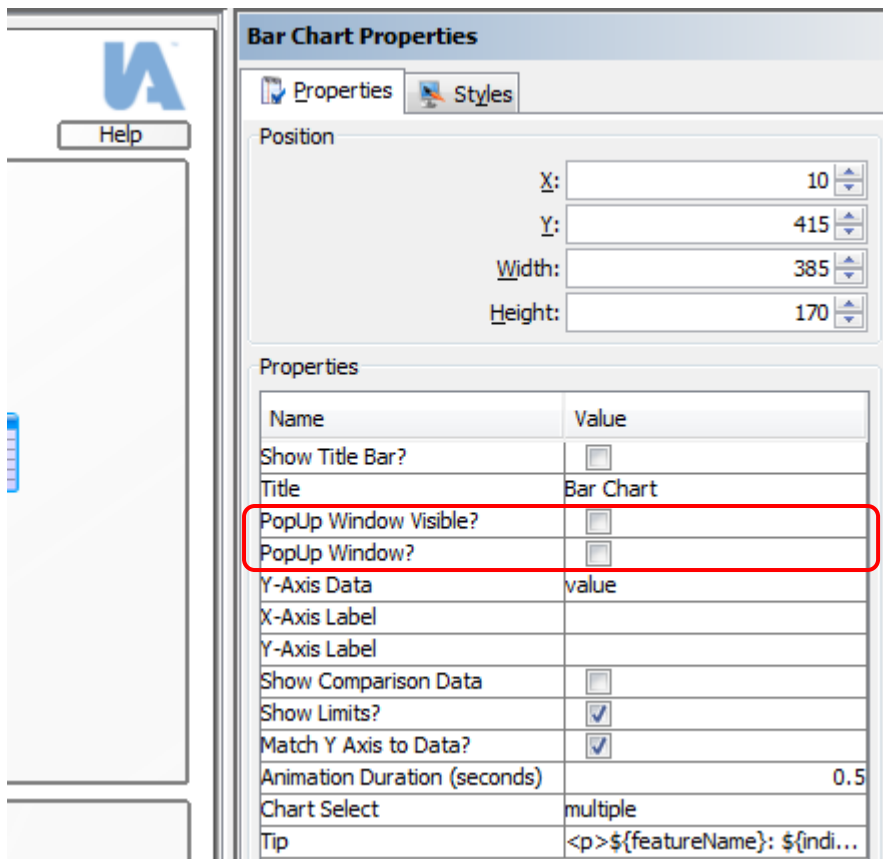 Bar Chart Properties
IA
Properties Styles
Help
Position
X: 10
Y: 415
Width: 385
Height: 170
Properties
Name Value
Show Title Bar?
Title Bar Chart
PopUp Window Visible?
PopUp Window?
Y-Axis Data value
X-Axis Label
Y-Axis Label
Show Comparison Data
Show Limits?
Match Y Axis to Data?
Animation Duration (seconds) 0.5
Chart Select multiple
Tip <p>${featureName}: ${indi...